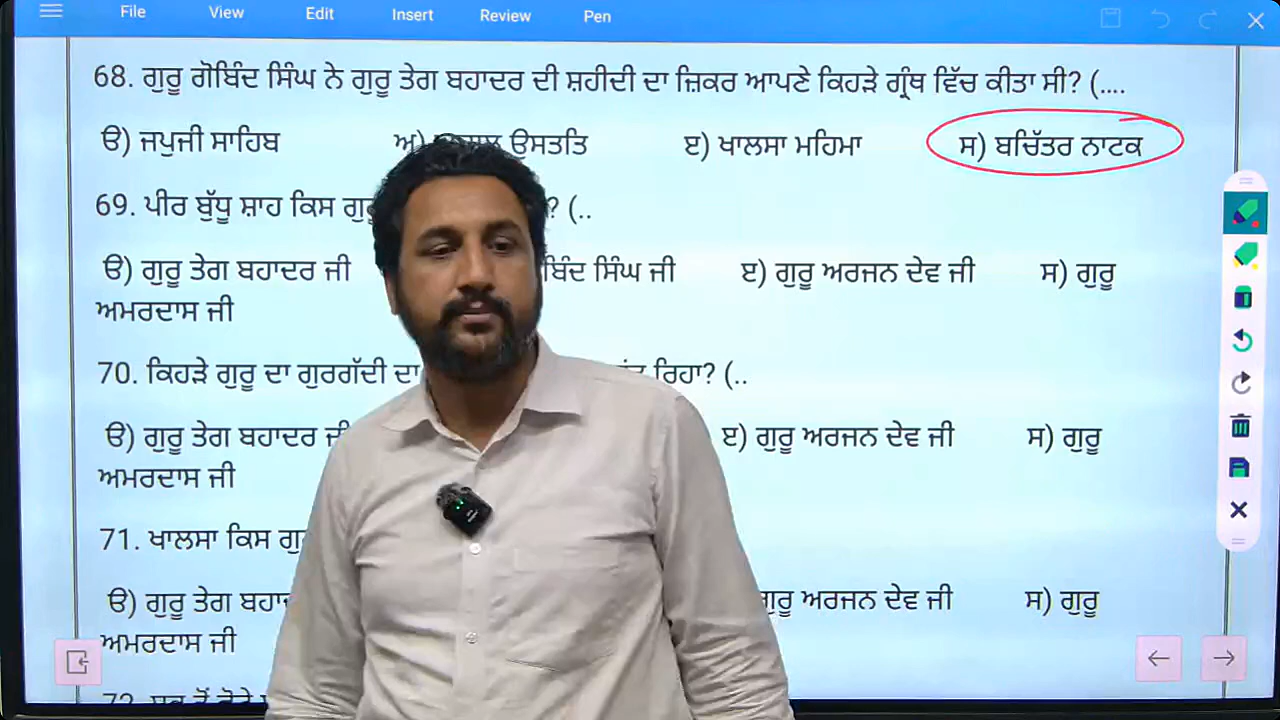 File View Edit Insert Review Pen
68. ਗੁਰੂ ਗੋਬਿੰਦ ਸਿੰਘ ਨੇ ਗੁਰੂ ਤੇਗ ਬਹਾਦਰ ਦੀ ਸ਼ਹੀਦੀ ਦਾ ਜ਼ਿਕਰ ਆਪਣੇ ਕਿਹੜੇ ਗ੍ਰੰਥ ਵਿੱਚ ਕੀਤਾ ਸੀ? (....
ੳ) ਜਪੁਜੀ ਸਾਹਿਬ ਅ) ਉਸਤਤਿ ੲ) ਖਾਲਸਾ ਮਹਿਮਾ ਸ) ਬਚਿੱਤਰ ਨਾਟਕ
69. ਪੀਰ ਬੁੱਧੂ ਸ਼ਾਹ ਕਿਸ ? (..
ੳ) ਗੁਰੂ ਤੇਗ ਬਹਾਦਰ ਜੀ ਸਿੰਘ ਜੀ ੲ) ਗੁਰੂ ਅਰਜਨ ਦੇਵ ਜੀ ਸ) ਗੁਰੂ
ਅਮਰਦਾਸ ਜੀ
70. ਕਿਹੜੇ ਗੁਰੂ ਦਾ ਗੁਰਗੱਦੀ ਦਾ ਰਿਹਾ? (..
ੳ) ਗੁਰੂ ਤੇਗ ਬਹਾਦਰ ਜੀ ੲ) ਗੁਰੂ ਅਰਜਨ ਦੇਵ ਜੀ ਸ) ਗੁਰੂ
ਅਮਰਦਾਸ ਜੀ
71. ਖਾਲਸਾ ਕਿਸ
ੳ) ਗੁਰੂ ਤੇਗ ਗੁਰੂ ਅਰਜਨ ਦੇਵ ਜੀ ਸ) ਗੁਰੂ
ਅਮਰਦਾਸ ਜੀ